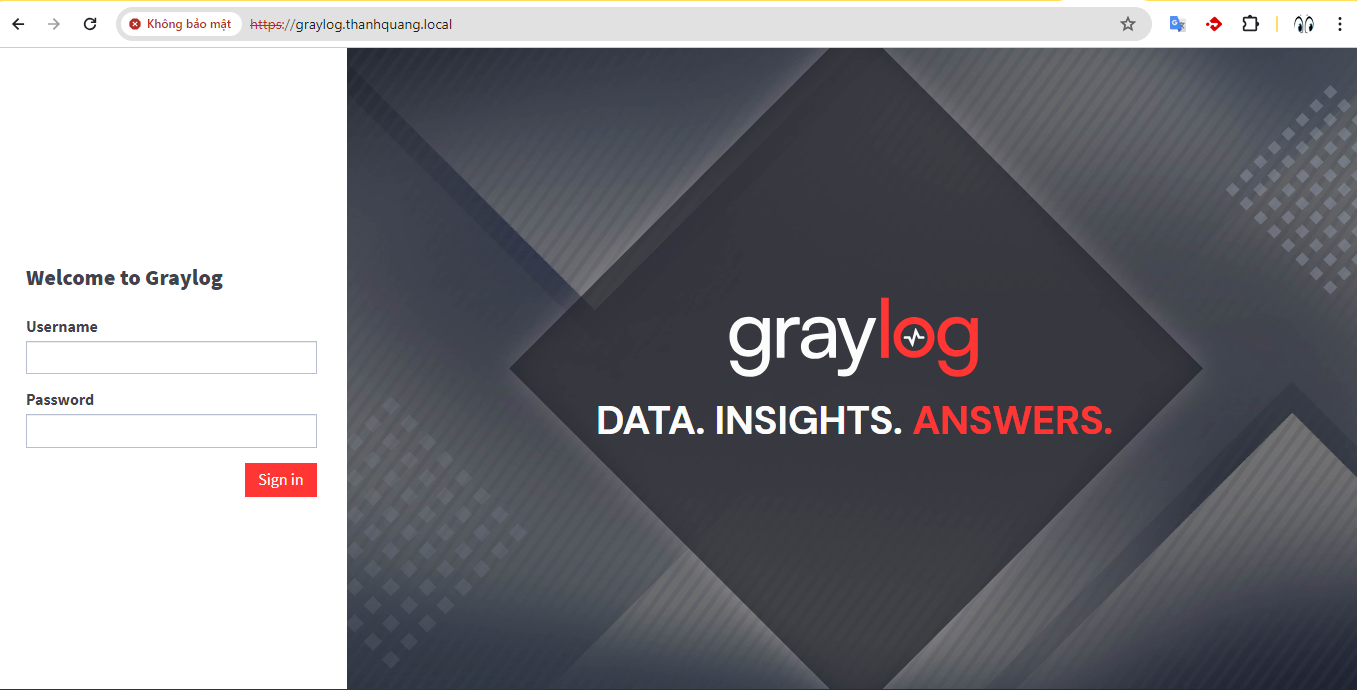 Không bảo mật https://graylog.thanhquang.local
Welcome to Graylog
Username
Password
Sign in
graylog
DATA. INSIGHTS. ANSWERS.